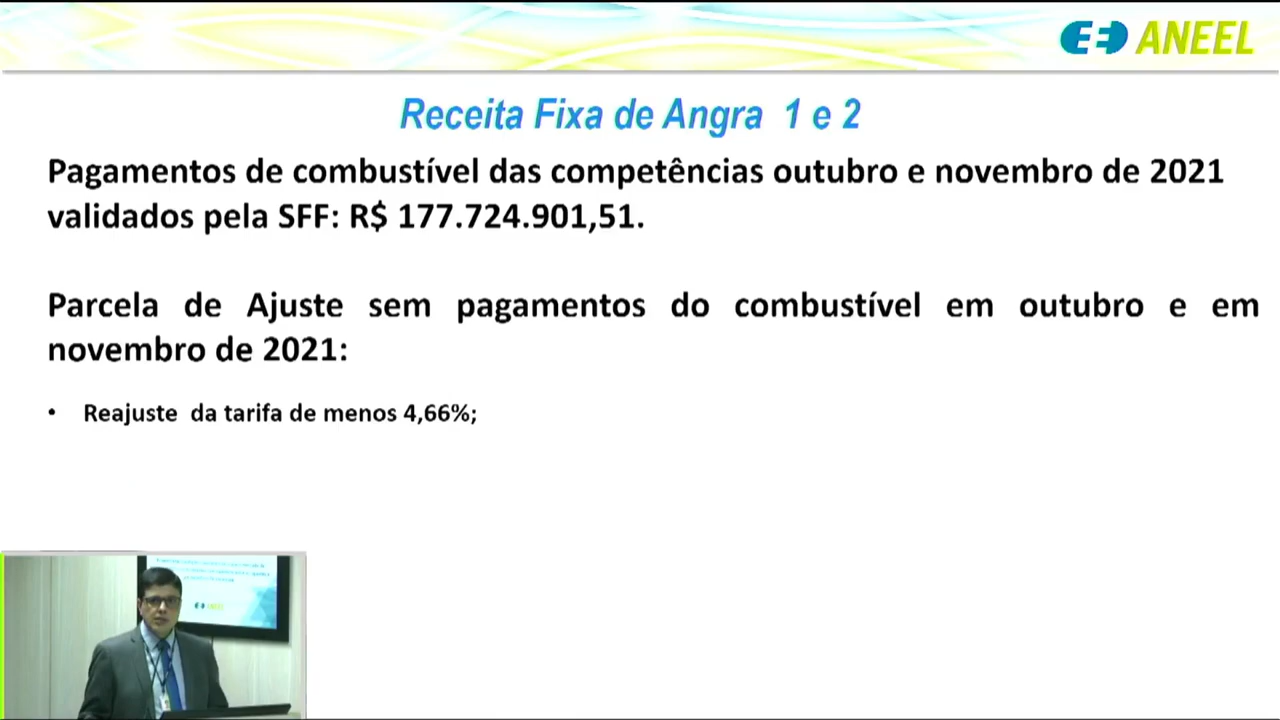 ANEEL
Receita Fixa de Angra 1 e 2
Pagamentos de combustível das competências outubro e novembro de 2021
validados pela SFF: R$ 177.724.901,51.
Parcela de Ajuste sem pagamentos do combustível em outubro e em
novembro de 2021:
• Reajuste da tarifa de menos 4,66%;
ANEEL